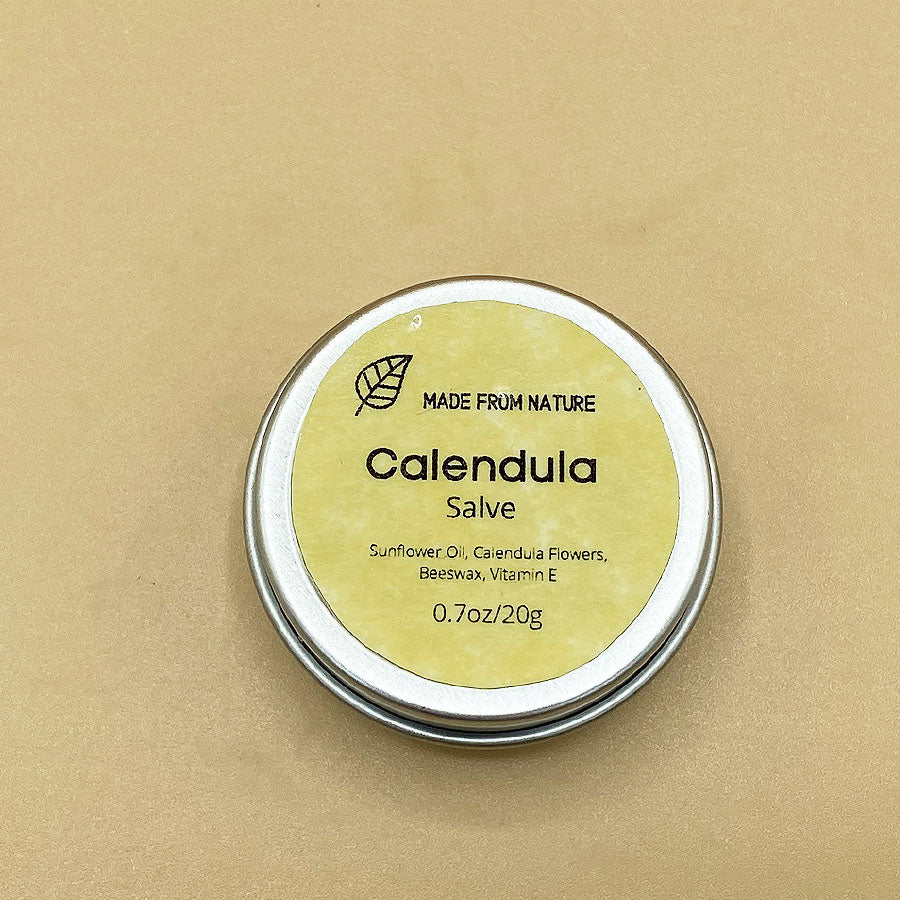 MADE FROM NATURE
Calendula
Salve
Sunflower Oil, Calendula Flowers,
Beeswax, Vitamin E
0.7oz/20g